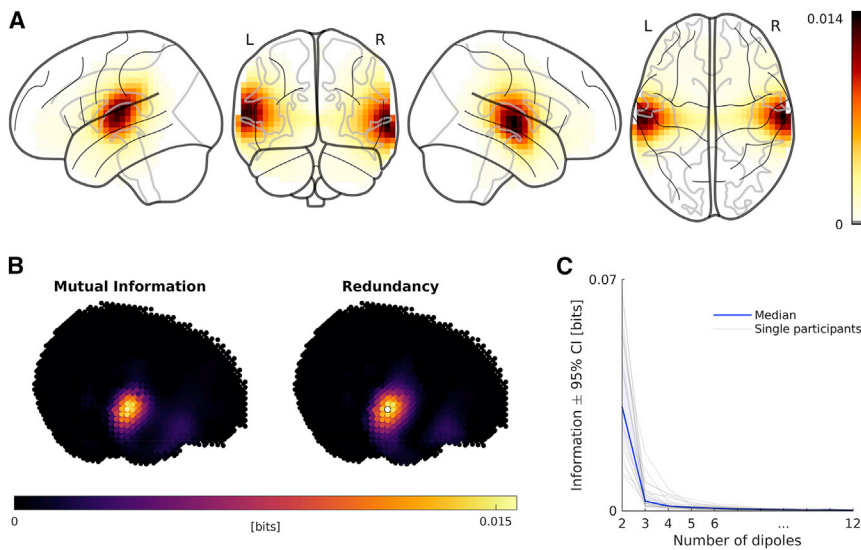 A
L
R
L
R
0.014
0
B
Mutual Information
Redundancy
0
[bits]
0.015
C
0.07
Median
Single participants
Information ± 95% CI [bits]
0
2 3 4 5 6 ... 12
Number of dipoles